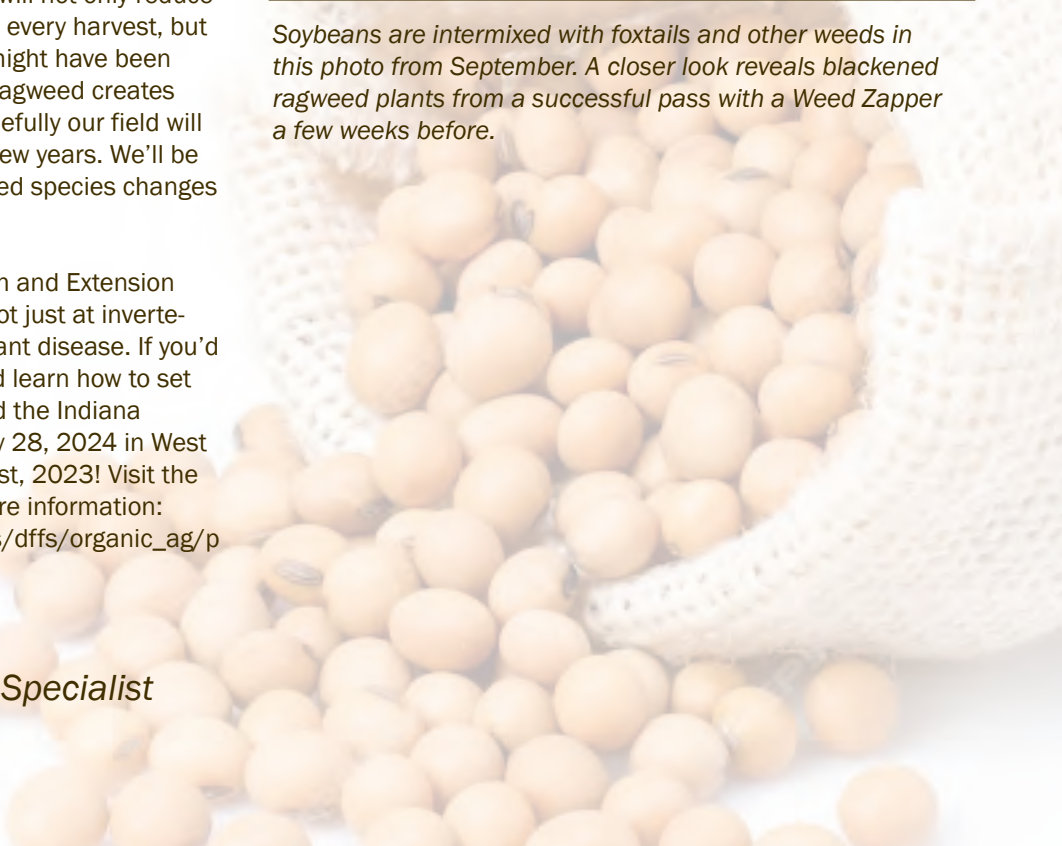 will not only reduce
every harvest, but
might have been
ragweed creates
efully our field will
ew years. We'll be
ed species changes
n and Extension
ot just at inverte-
ant disease. If you'd
d learn how to set
d the Indiana
y 28, 2024 in West
st, 2023! Visit the
re information:
s/dffs/organic_ag/p
Specialist
Soybeans are intermixed with foxtails and other weeds in
this photo from September. A closer look reveals blackened
ragweed plants from a successful pass with a Weed Zapper
a few weeks before.